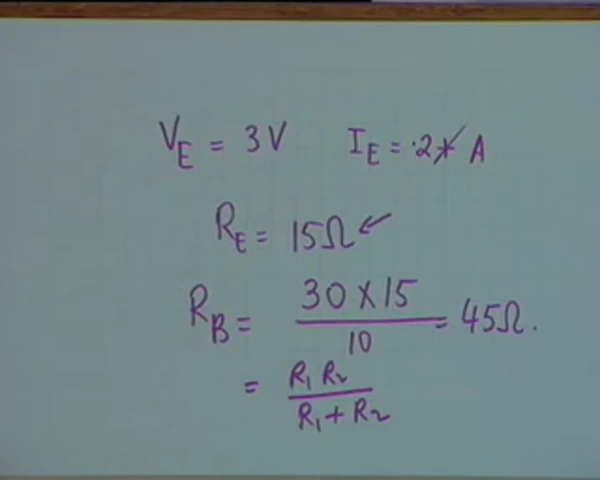 V_E = 3V I_E = .2 A
R_E = 15Ω ←
R_B = 30 X 15 / 10 = 45Ω.
= R₁ R₂ / R₁ + R₂